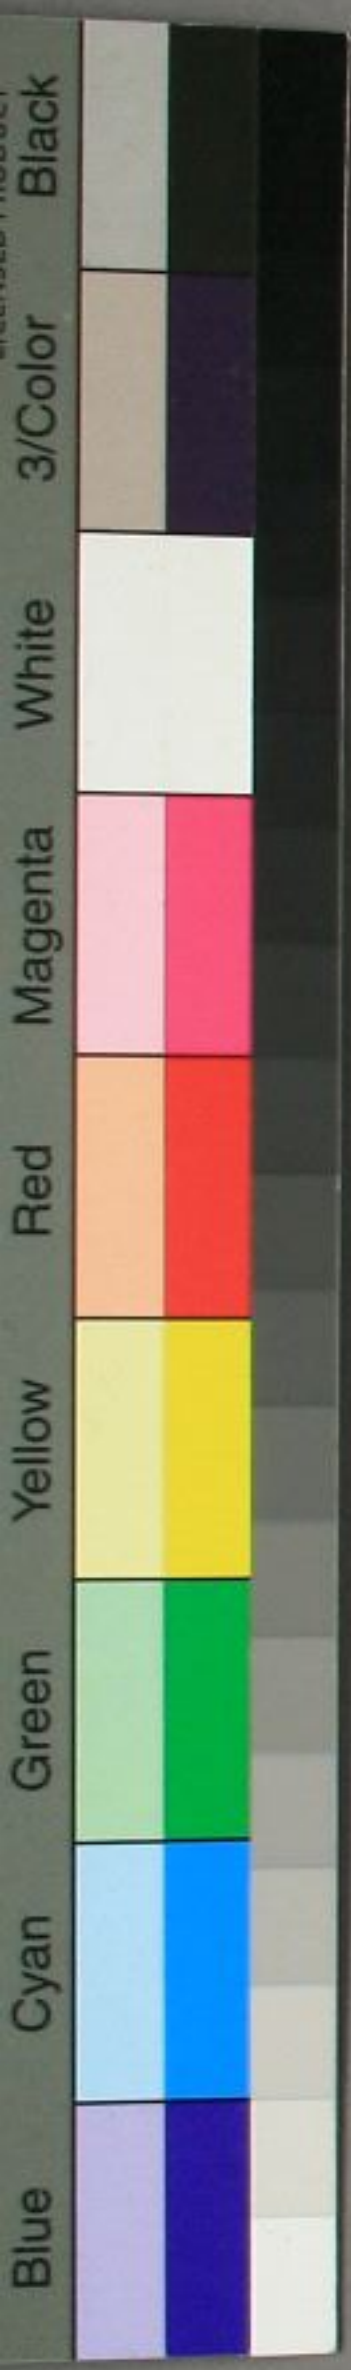 Blue
Cyan
Green
Yellow
Red
Magenta
White
3/Color
Black